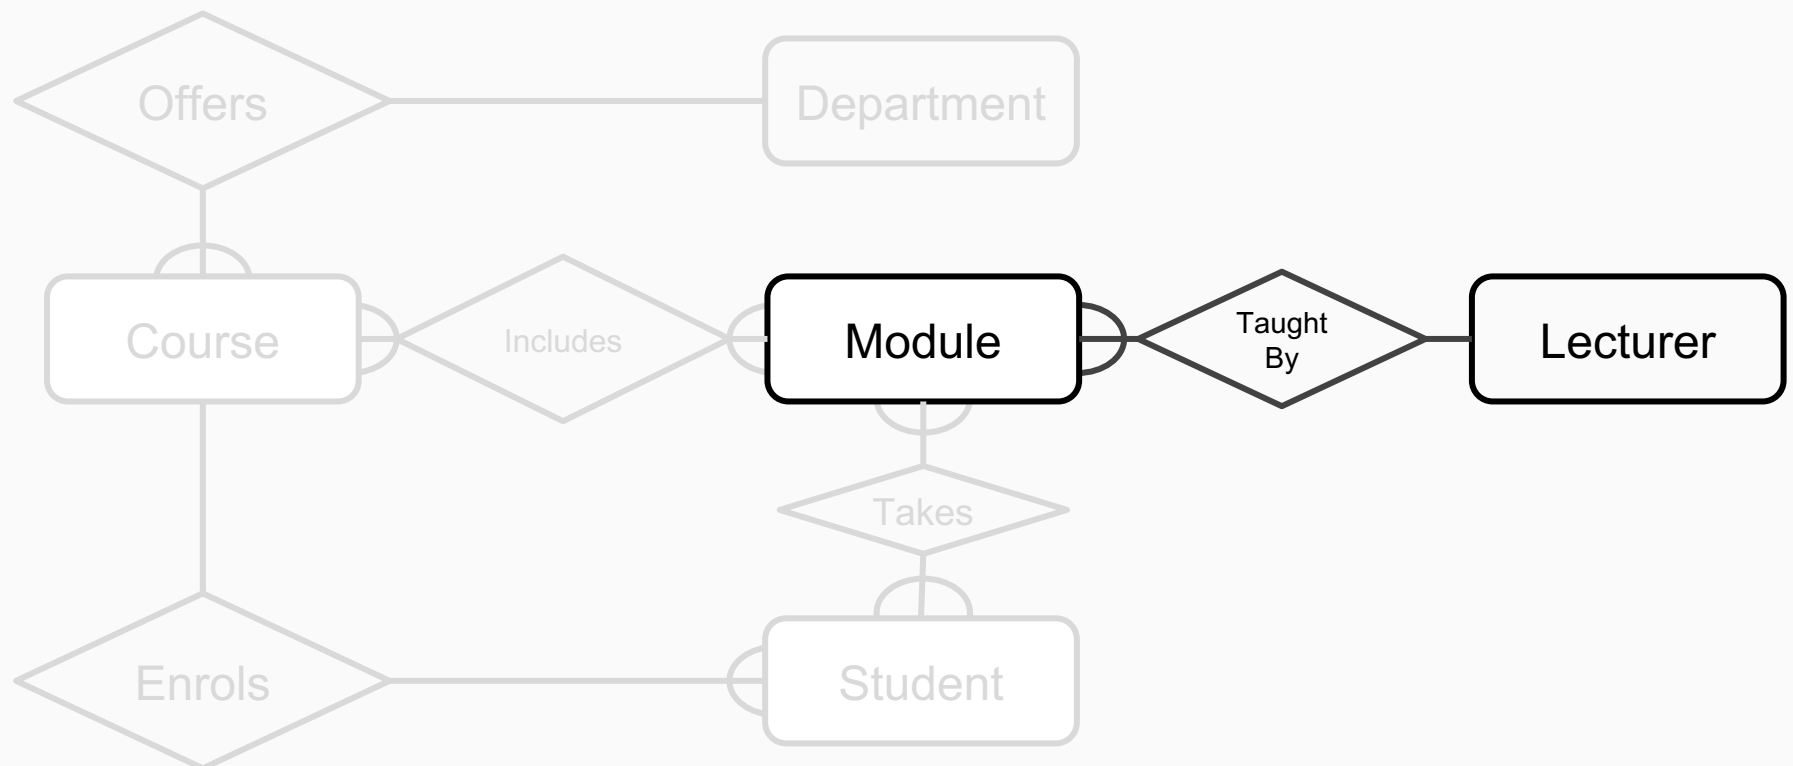 Offers
Department
Course
Includes
Module
Taught
By
Lecturer
Takes
Enrols
Student